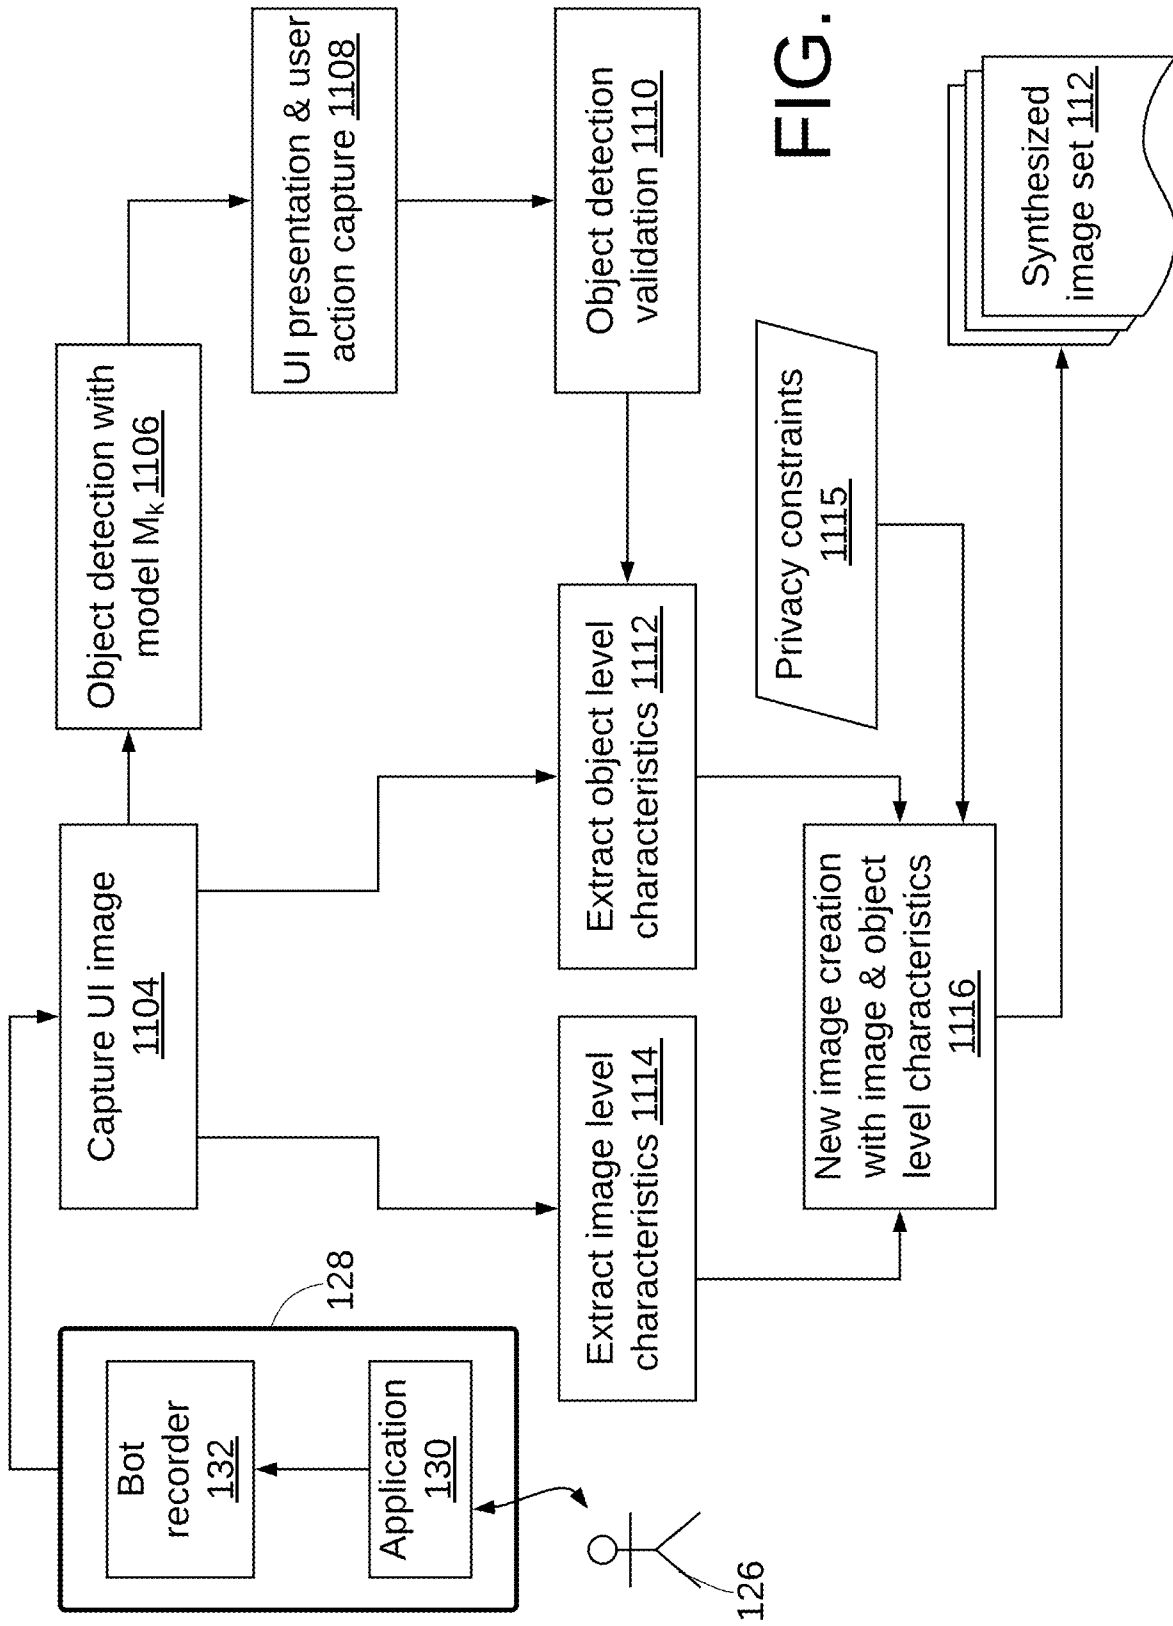 Bot
recorder
132
Application
130
128
126
Capture UI image
1104
Object detection with
model Mk 1106
UI presentation & user
action capture 1108
Object detection
validation 1110
Extract image level
characteristics 1114
Extract object level
characteristics 1112
Privacy constraints
1115
New image creation
with image & object
level characteristics
1116
Synthesized
image set 112
FIG.